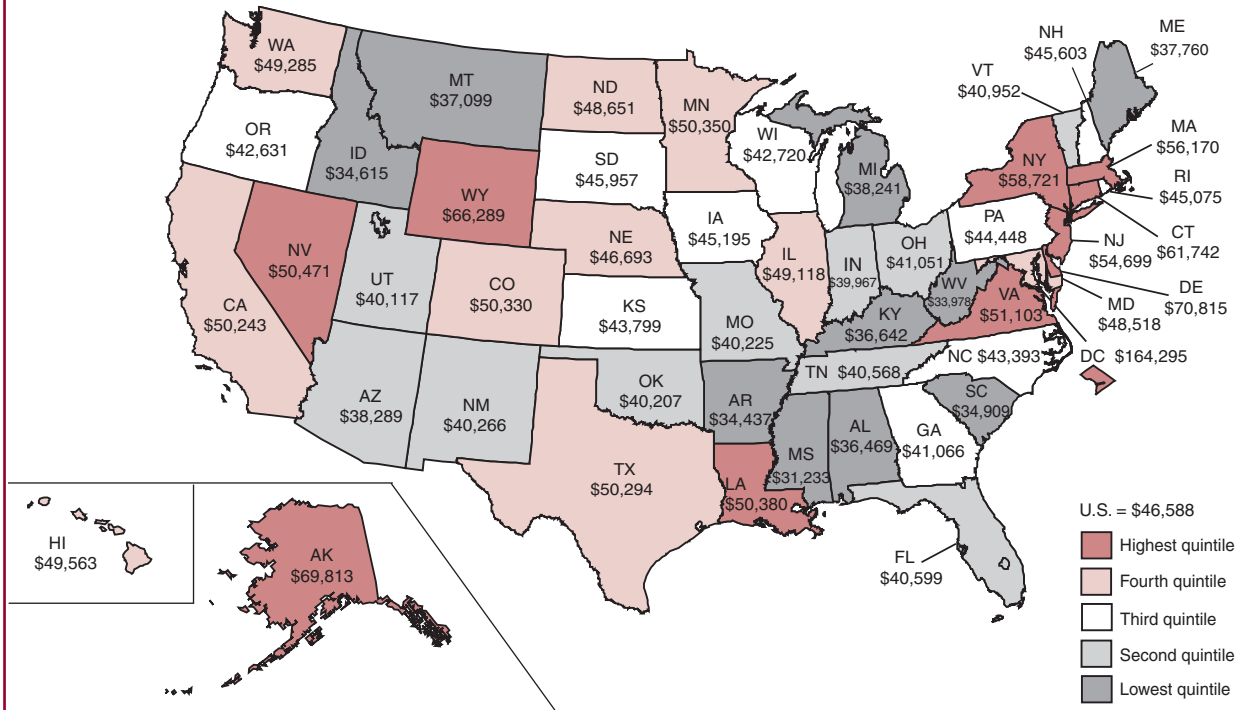 WA
$49,285
MT
$37,099
ND
$48,651
MN
$50,350
OR
$42,631
ID
$34,615
WY
$66,289
SD
$45,957
WI
$42,720
MI
$38,241
VT
$40,952
NH
$45,603
ME
$37,760
NY
$58,721
MA
$56,170
RI
$45,075
CT
$61,742
NJ
$54,699
DE
$70,815
MD
$48,518
DC $164,295
NV
$50,471
UT
$40,117
CO
$50,330
NE
$46,693
IA
$45,195
IL
$49,118
IN
$39,967
OH
$41,051
PA
$44,448
WV
$33,978
VA
$51,103
CA
$50,243
KS
$43,799
MO
$40,225
KY
$36,642
NC $43,393
TN $40,568
AZ
$38,289
NM
$40,266
OK
$40,207
AR
$34,437
SC
$34,909
GA
$41,066
AL
$36,469
MS
$31,233
LA
$50,380
TX
$50,294
FL
$40,599
HI
$49,563
AK
$69,813
U.S. = $46,588
Highest quintile
Fourth quintile
Third quintile
Second quintile
Lowest quintile